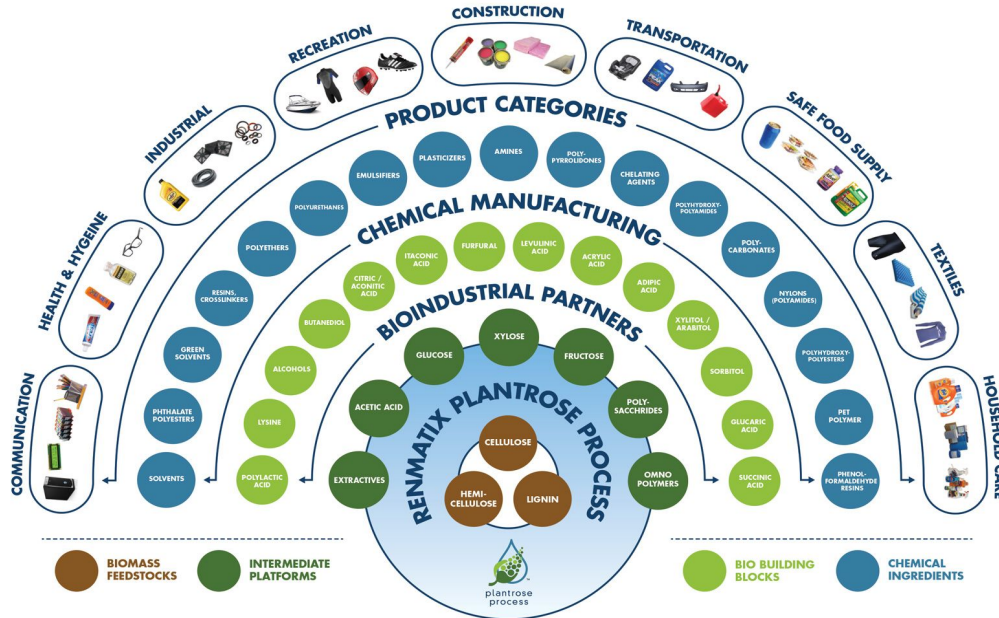 CONSTRUCTION
RECREATION
TRANSPORTATION
INDUSTRIAL
SAFE FOOD SUPPLY
HEALTH & HYGEINE
TEXTILES
COMMUNICATION
HOUSEHOLD CARE
PRODUCT CATEGORIES
SOLVENTS
PHTHALATE
POLYESTERS
GREEN
SOLVENTS
RESINS,
CROSSLINKERS
POLYETHERS
POLYURETHANES
EMULSIFIERS
PLASTICIZERS
AMINES
POLY-
PYRROLIDONES
CHELATING
AGENTS
POLYHYDROXY-
POLYAMIDES
POLY-
CARBONATES
NYLONS
(POLYAMIDES)
POLYHYDROXY-
POLYESTERS
PET
POLYMER
PHENOL-
FORMALDEHYDE
RESINS
CHEMICAL MANUFACTURING
POLYLACTIC
ACID
LYSINE
ALCOHOLS
BUTANEDIOL
CITRIC /
ACONITIC
ACID
ITACONIC
ACID
FURFURAL
LEVULINIC
ACID
ACRYLIC
ACID
ADIPIC
ACID
XYLITOL /
ARABITOL
SORBITOL
GLUCARIC
ACID
SUCCINIC
ACID
BIOINDUSTRIAL PARTNERS
EXTRACTIVES
ACETIC ACID
GLUCOSE
XYLOSE
FRUCTOSE
POLY-
SACCHRIDES
OMNO
POLYMERS
RENMATIX PLANTROSE PROCESS
CELLULOSE
HEMI-
CELLULOSE
LIGNIN
plantrose
process
BIOMASS
FEEDSTOCKS
INTERMEDIATE
PLATFORMS
BIO BUILDING
BLOCKS
CHEMICAL
INGREDIENTS